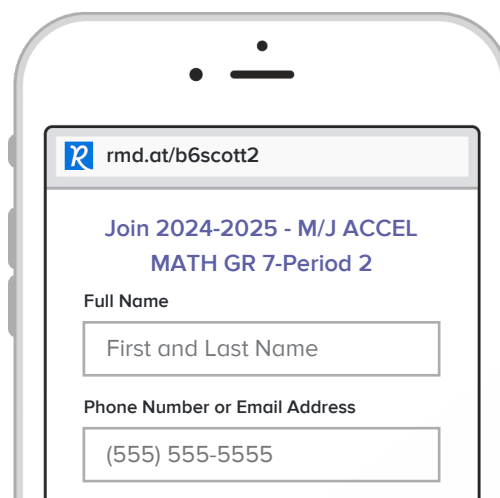 rmd.at/b6scott2
Join 2024-2025 - M/J ACCEL
MATH GR 7-Period 2
Full Name
First and Last Name
Phone Number or Email Address
(555) 555-5555